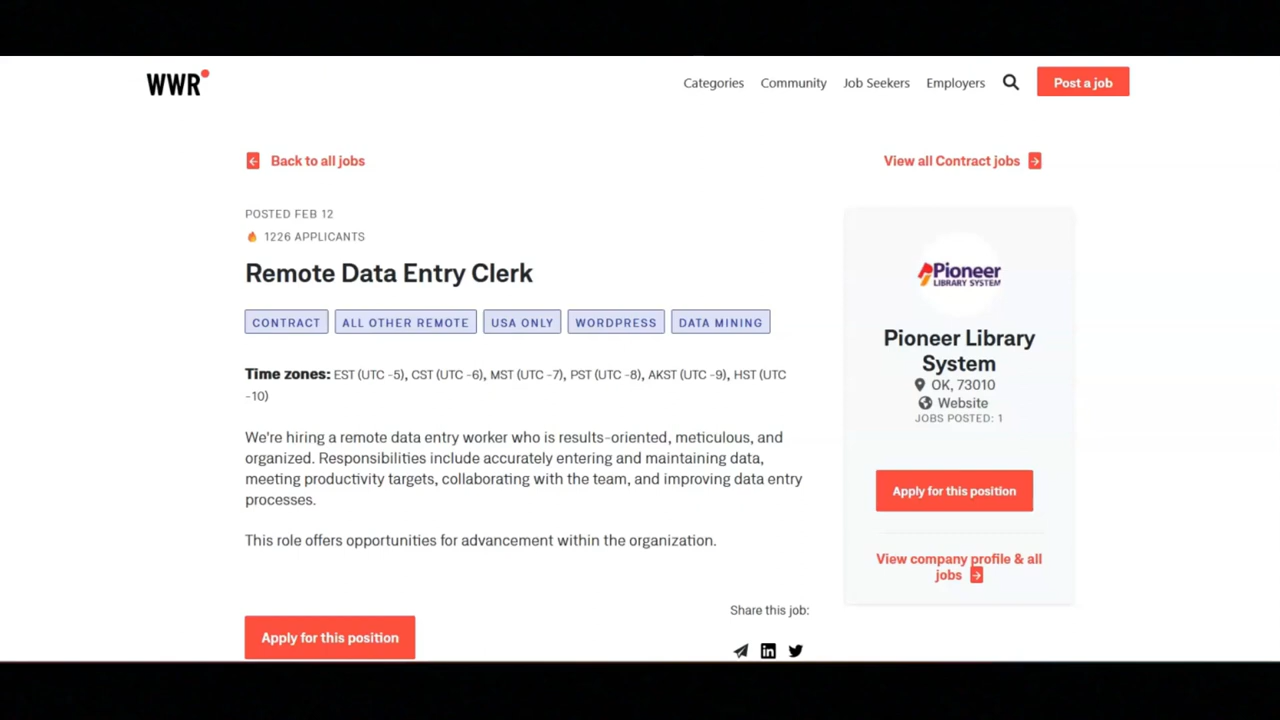 WWR
Categories Community Job Seekers Employers Post a job
Back to all jobs
View all Contract jobs
POSTED FEB 12
1226 APPLICANTS
Remote Data Entry Clerk
CONTRACT ALL OTHER REMOTE USA ONLY WORDPRESS DATA MINING
Time zones: EST (UTC -5), CST (UTC -6), MST (UTC -7), PST (UTC -8), AKST (UTC -9), HST (UTC
-10)
We're hiring a remote data entry worker who is results-oriented, meticulous, and
organized. Responsibilities include accurately entering and maintaining data,
meeting productivity targets, collaborating with the team, and improving data entry
processes.
This role offers opportunities for advancement within the organization.
Apply for this position
Share this job:
Pioneer
LIBRARY SYSTEM
Pioneer Library
System
OK, 73010
Website
JOBS POSTED: 1
Apply for this position
View company profile & all
jobs